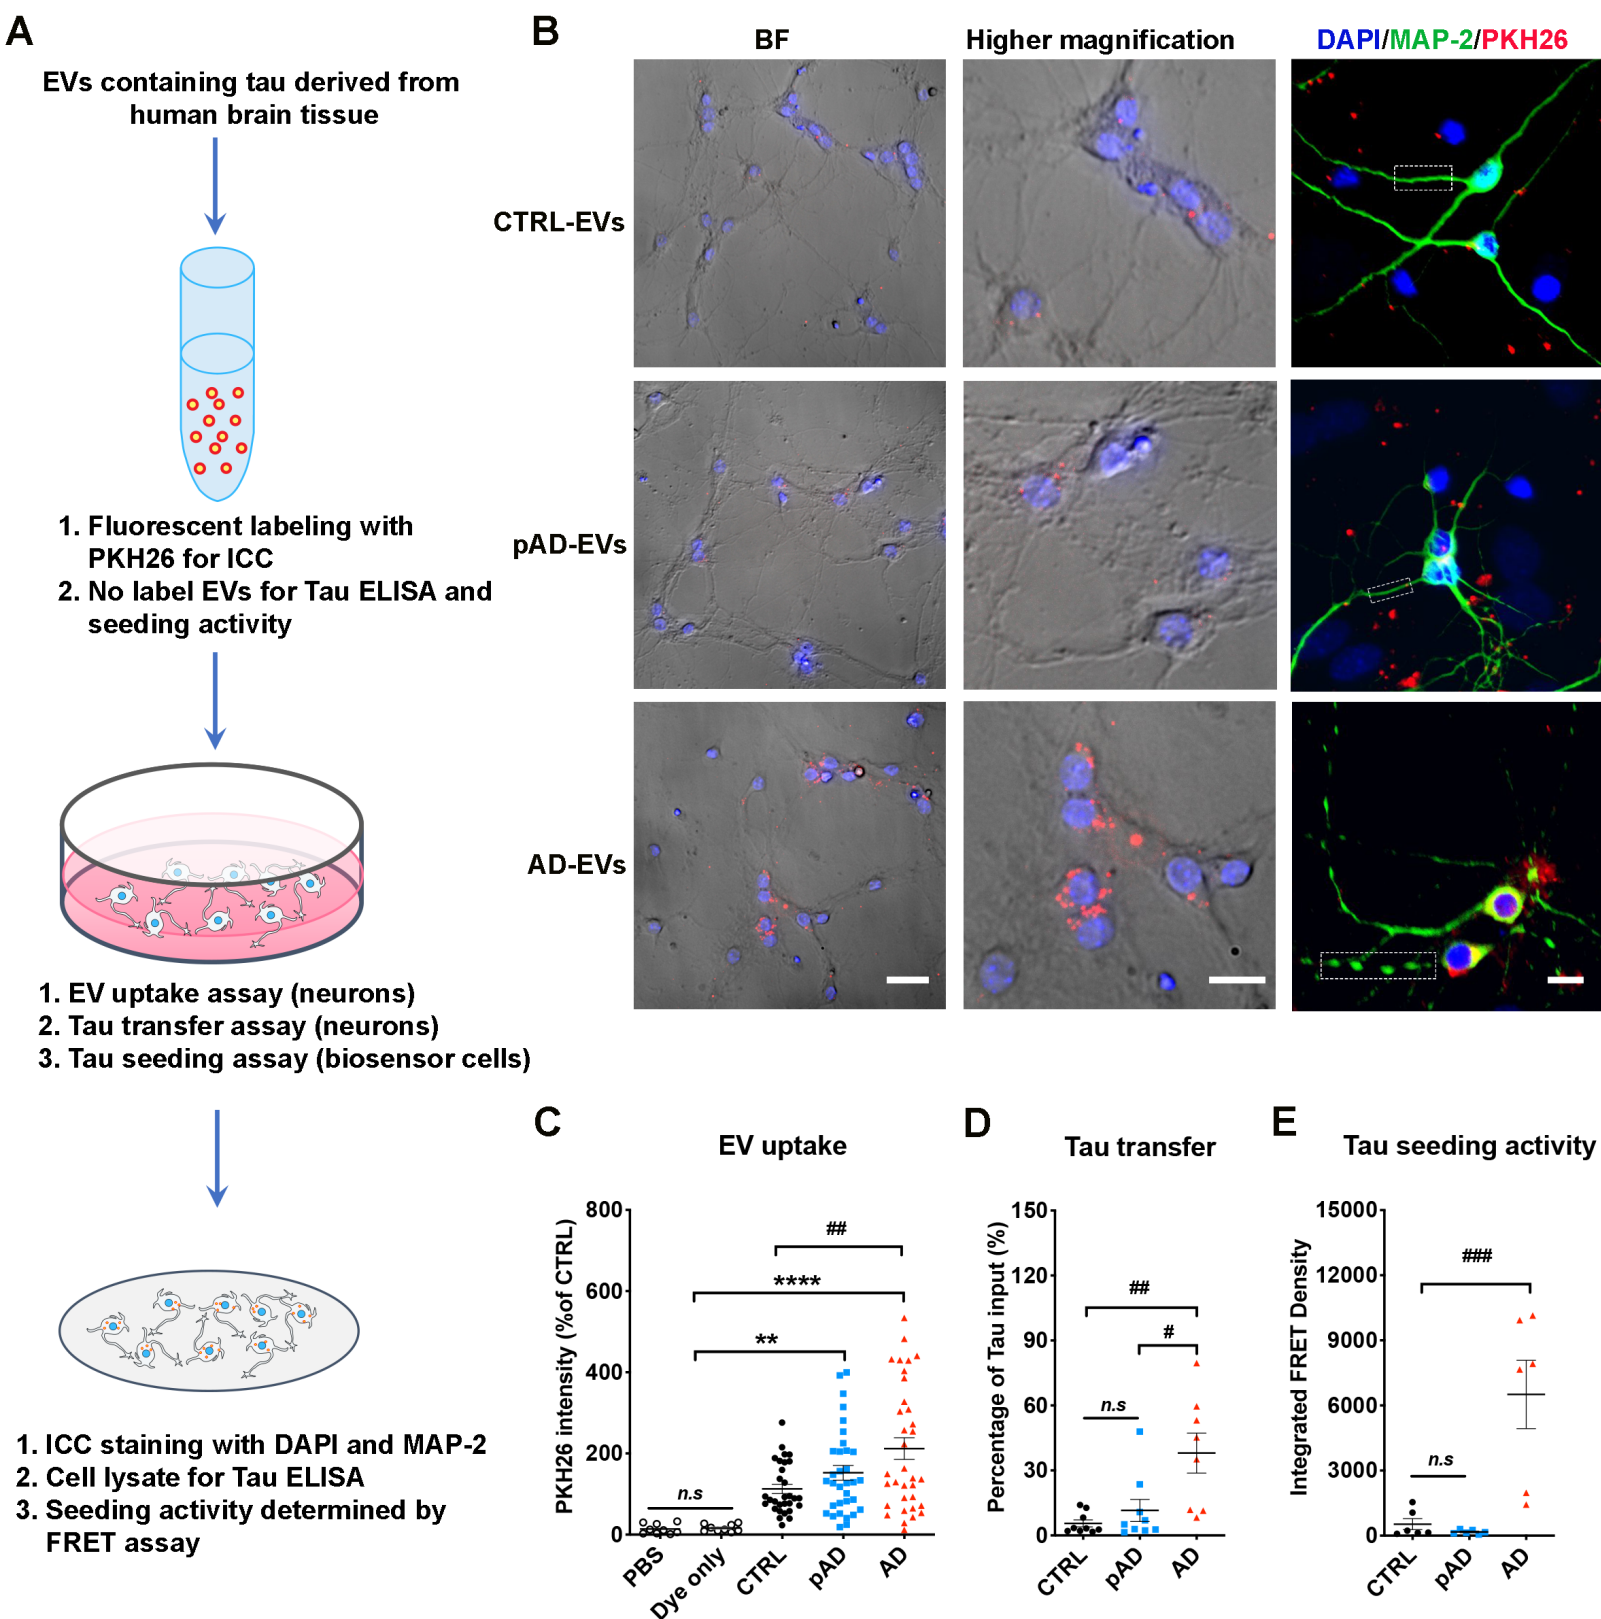 A
EVs containing tau derived from
human brain tissue
1. Fluorescent labeling with
PKH26 for ICC
2. No label EVs for Tau ELISA and
seeding activity
1. EV uptake assay (neurons)
2. Tau transfer assay (neurons)
3. Tau seeding assay (biosensor cells)
1. ICC staining with DAPI and MAP-2
2. Cell lysate for Tau ELISA
3. Seeding activity determined by
FRET assay
B
BF
Higher magnification
DAPI/MAP-2/PKH26
CTRL-EVs
pAD-EVs
AD-EVs
C
EV uptake
PKH26 intensity (%of CTRL)
800
600
400
200
0
##
****
**
n.s
PBS
Dye only
CTRL
pAD
AD
D
Tau transfer
Percentage of Tau input (%)
150
120
90
60
30
0
##
#
n.s
CTRL
pAD
AD
E
Tau seeding activity
Integrated FRET Density
15000
12000
9000
6000
3000
0
###
n.s
CTRL
pAD
AD